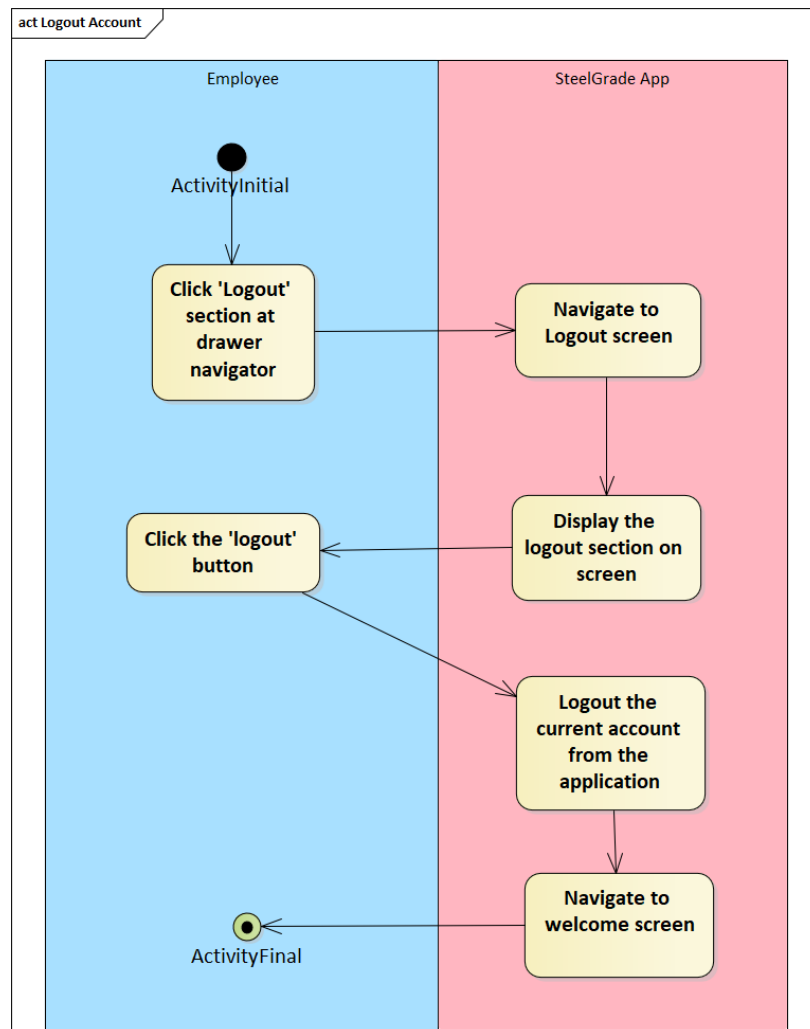 act Logout Account
Employee
SteelGrade App
ActivityInitial
Click 'Logout'
section at
drawer
navigator
Navigate to
Logout screen
Display the
logout section on
screen
Click the 'logout'
button
Logout the
current account
from the
application
Navigate to
welcome screen
ActivityFinal